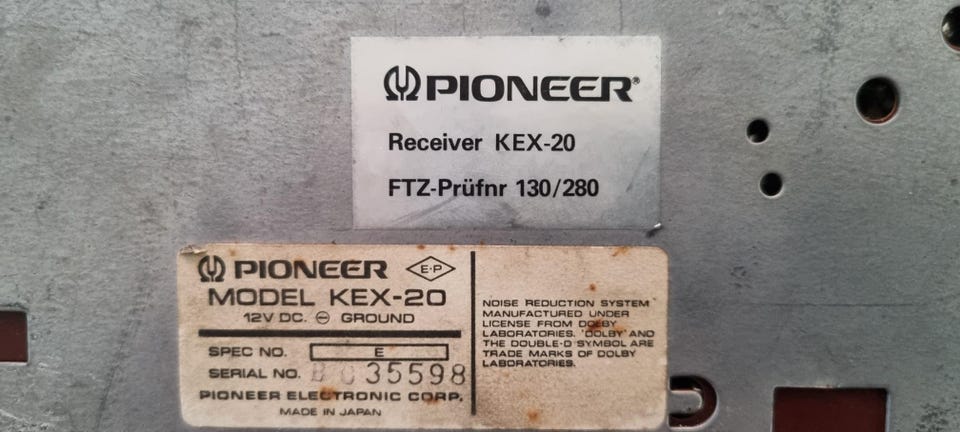 PIONEER®
Receiver KEX-20
FTZ-Prüfnr 130/280
PIONEER E·P
MODEL KEX-20
12V DC. ⊖ GROUND
SPEC NO. E
SERIAL NO. 035598
PIONEER ELECTRONIC CORP.
MADE IN JAPAN
NOISE REDUCTION SYSTEM
MANUFACTURED UNDER
LICENSE FROM DOLBY
LABORATORIES. 'DOLBY' AND
THE DOUBLE-D SYMBOL ARE
TRADE MARKS OF DOLBY
LABORATORIES.